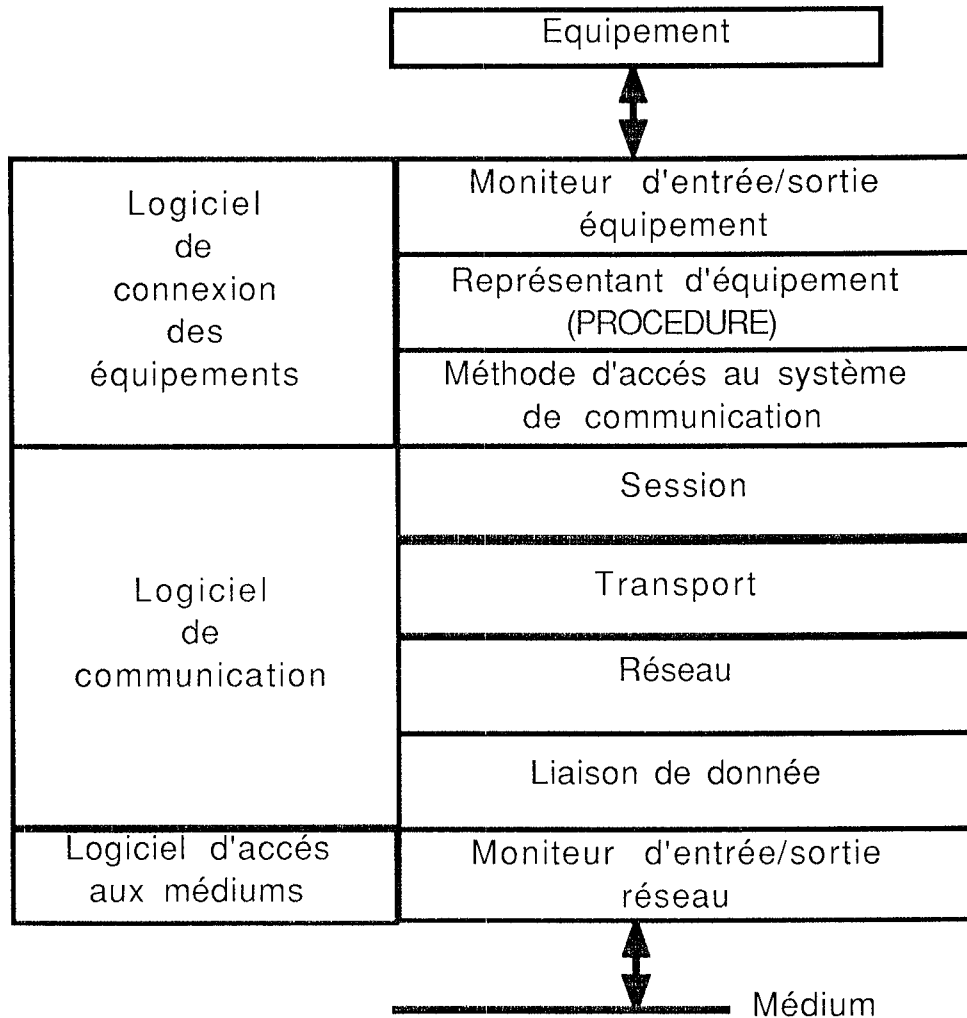 Equipement
Logiciel
de
connexion
des
équipements
Moniteur d'entrée/sortie
équipement
Représentant d'équipement
(PROCEDURE)
Méthode d'accés au système
de communication
Logiciel
de
communication
Session
Transport
Réseau
Liaison de donnée
Logiciel d'accés
aux médiums
Moniteur d'entrée/sortie
réseau
Médium